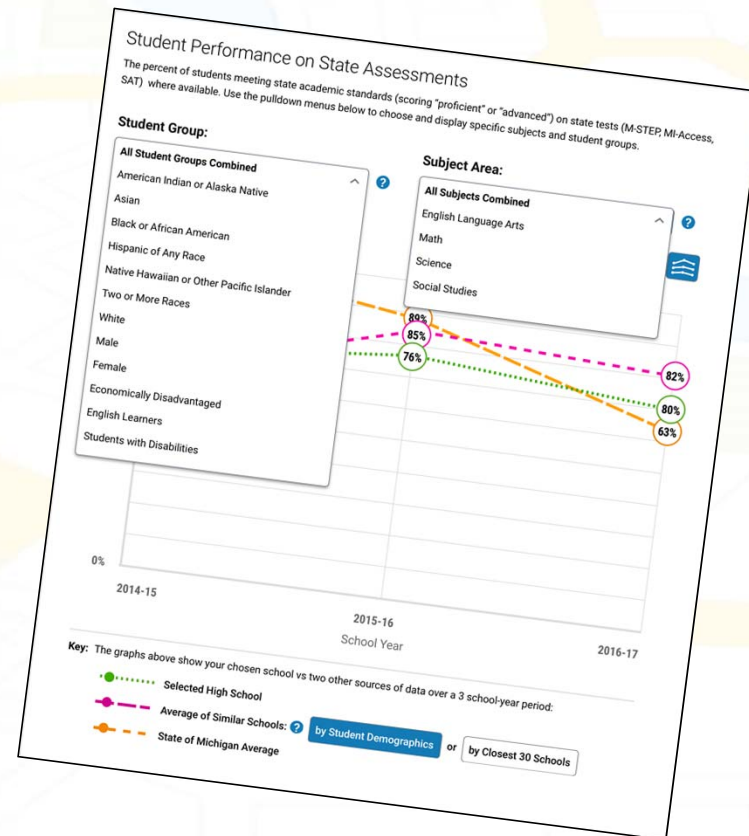 Student Performance on State Assessments
The percent of students meeting state academic standards (scoring "proficient" or "advanced") on state tests (M-STEP, MI-Access,
SAT) where available. Use the pulldown menus below to choose and display specific subjects and student groups.
Student Group:
All Student Groups Combined
American Indian or Alaska Native
Asian
Black or African American
Hispanic of Any Race
Native Hawaiian or Other Pacific Islander
Two or More Races
White
Male
Female
Economically Disadvantaged
English Learners
Students with Disabilities
?
Subject Area:
All Subjects Combined
English Language Arts
Math
Science
Social Studies
?
89%
85%
76%
82%
80%
63%
0%
2014-15
2015-16
2016-17
School Year
Key: The graphs above show your chosen school vs two other sources of data over a 3 school-year period:
Selected High School
Average of Similar Schools: ? by Student Demographics or by Closest 30 Schools
State of Michigan Average